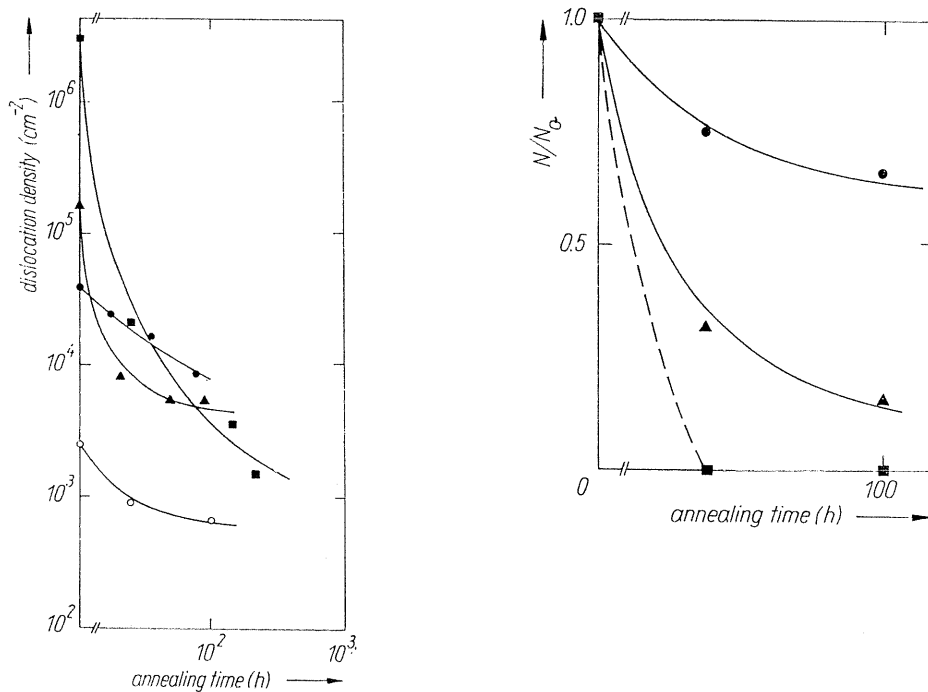 dislocation density (cm⁻²)
10⁶
10⁵
10⁴
10³
10²
10²
10³
annealing time (h)
N/N₀
1.0
0.5
0
100
annealing time (h)